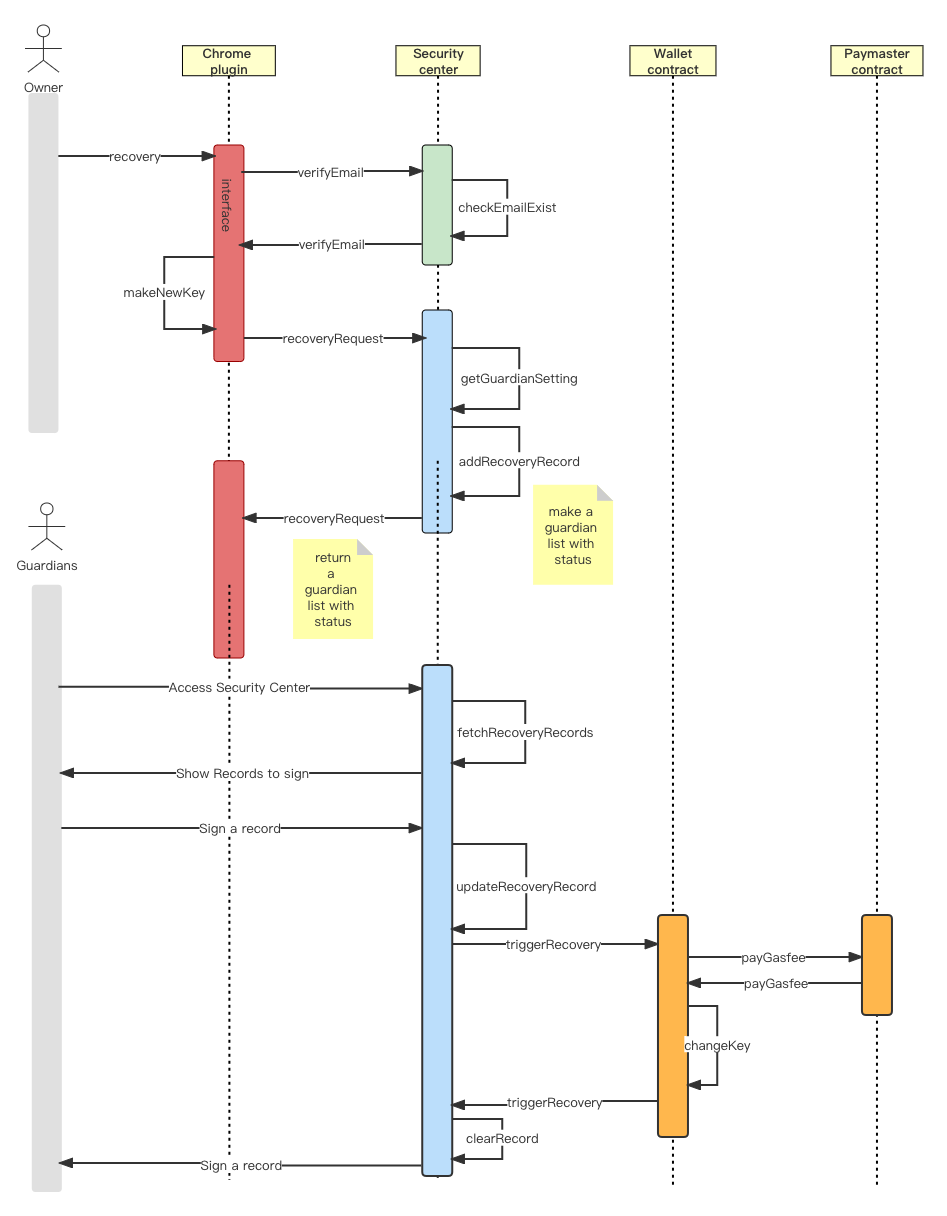 Owner
Chrome
plugin
Security
center
Wallet
contract
Paymaster
contract
recovery
interface
verifyEmail
checkEmailExist
verifyEmail
makeNewKey
recoveryRequest
getGuardianSetting
addRecoveryRecord
make a
guardian
list with
status
recoveryRequest
return
a
guardian
list with
status
Guardians
Access Security Center
fetchRecoveryRecords
Show Records to sign
Sign a record
updateRecoveryRecord
triggerRecovery
payGasfee
payGasfee
changeKey
triggerRecovery
clearRecord
Sign a record